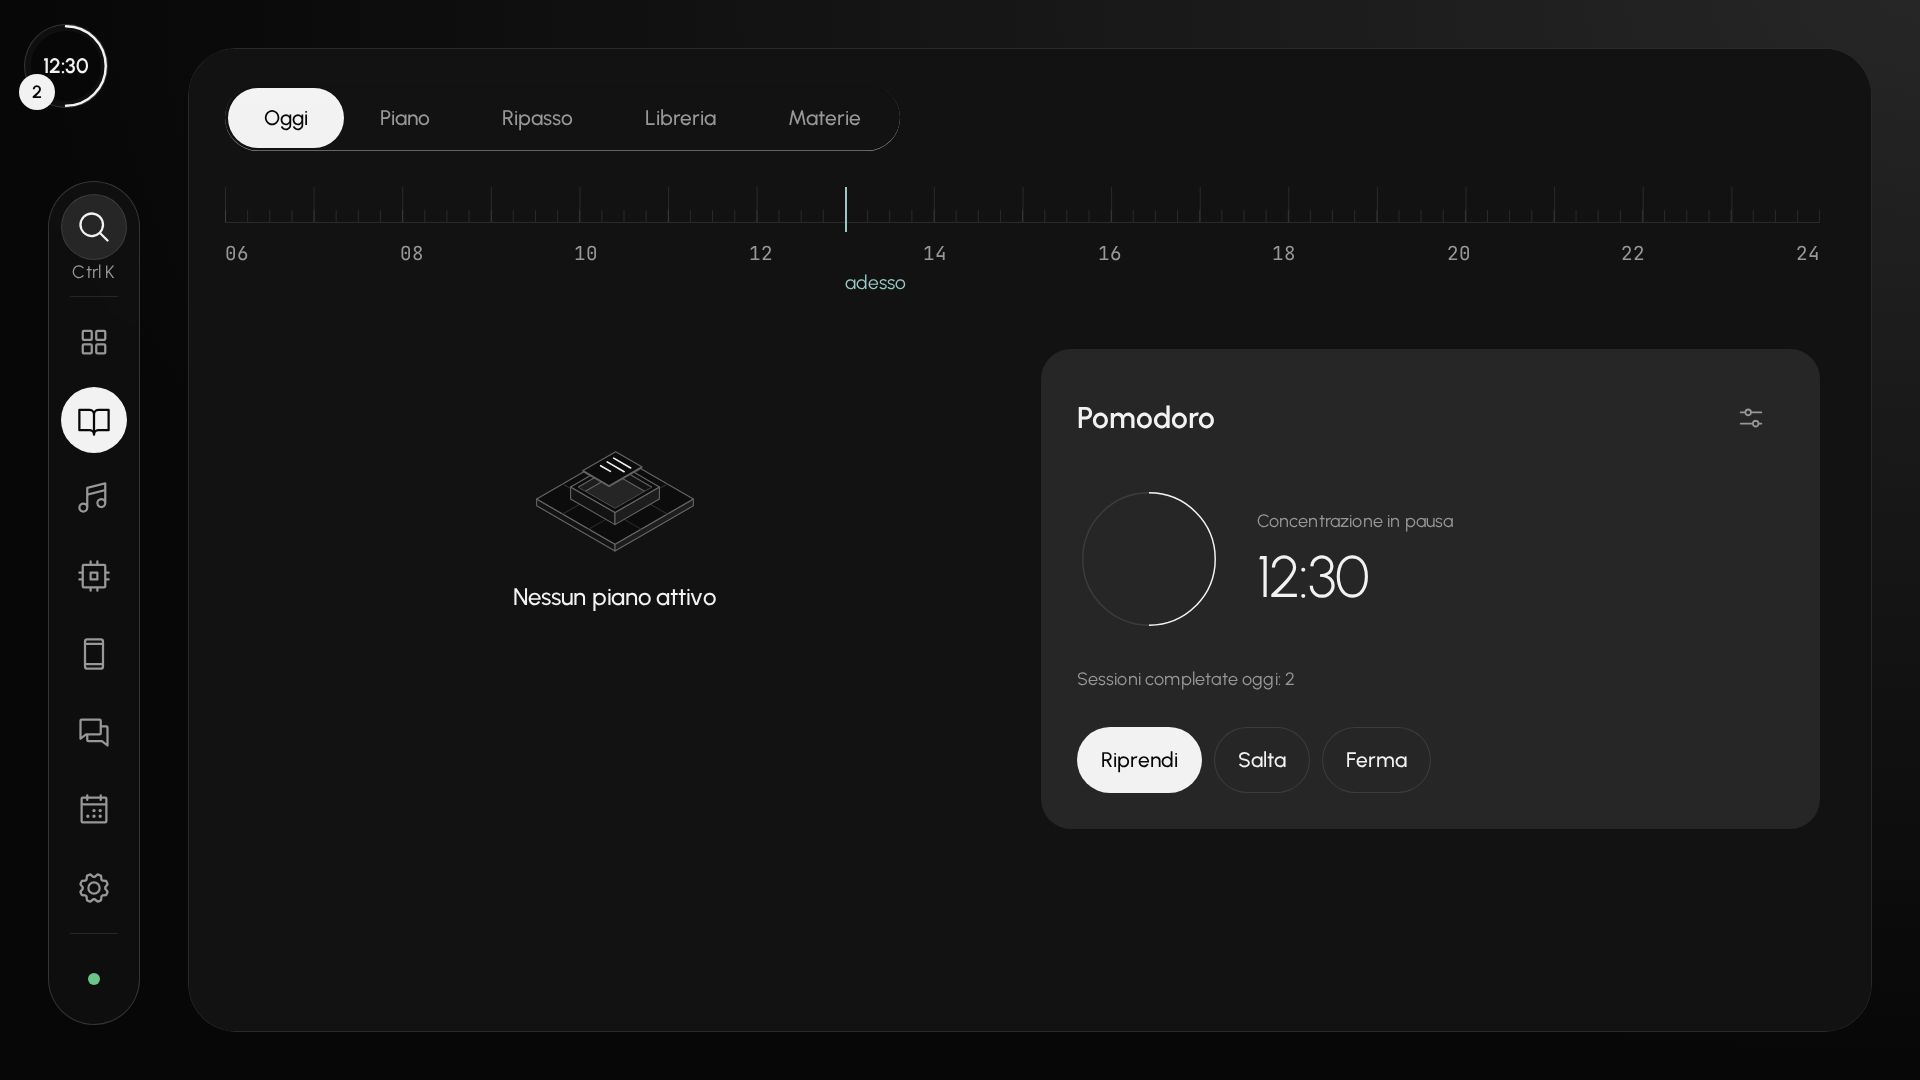 12:30
2
Oggi Piano Ripasso Libreria Materie
Ctrl K
06 08 10 12 14 16 18 20 22 24
adesso
Nessun piano attivo
Pomodoro
Concentrazione in pausa
12:30
Sessioni completate oggi: 2
Riprendi Salta Ferma